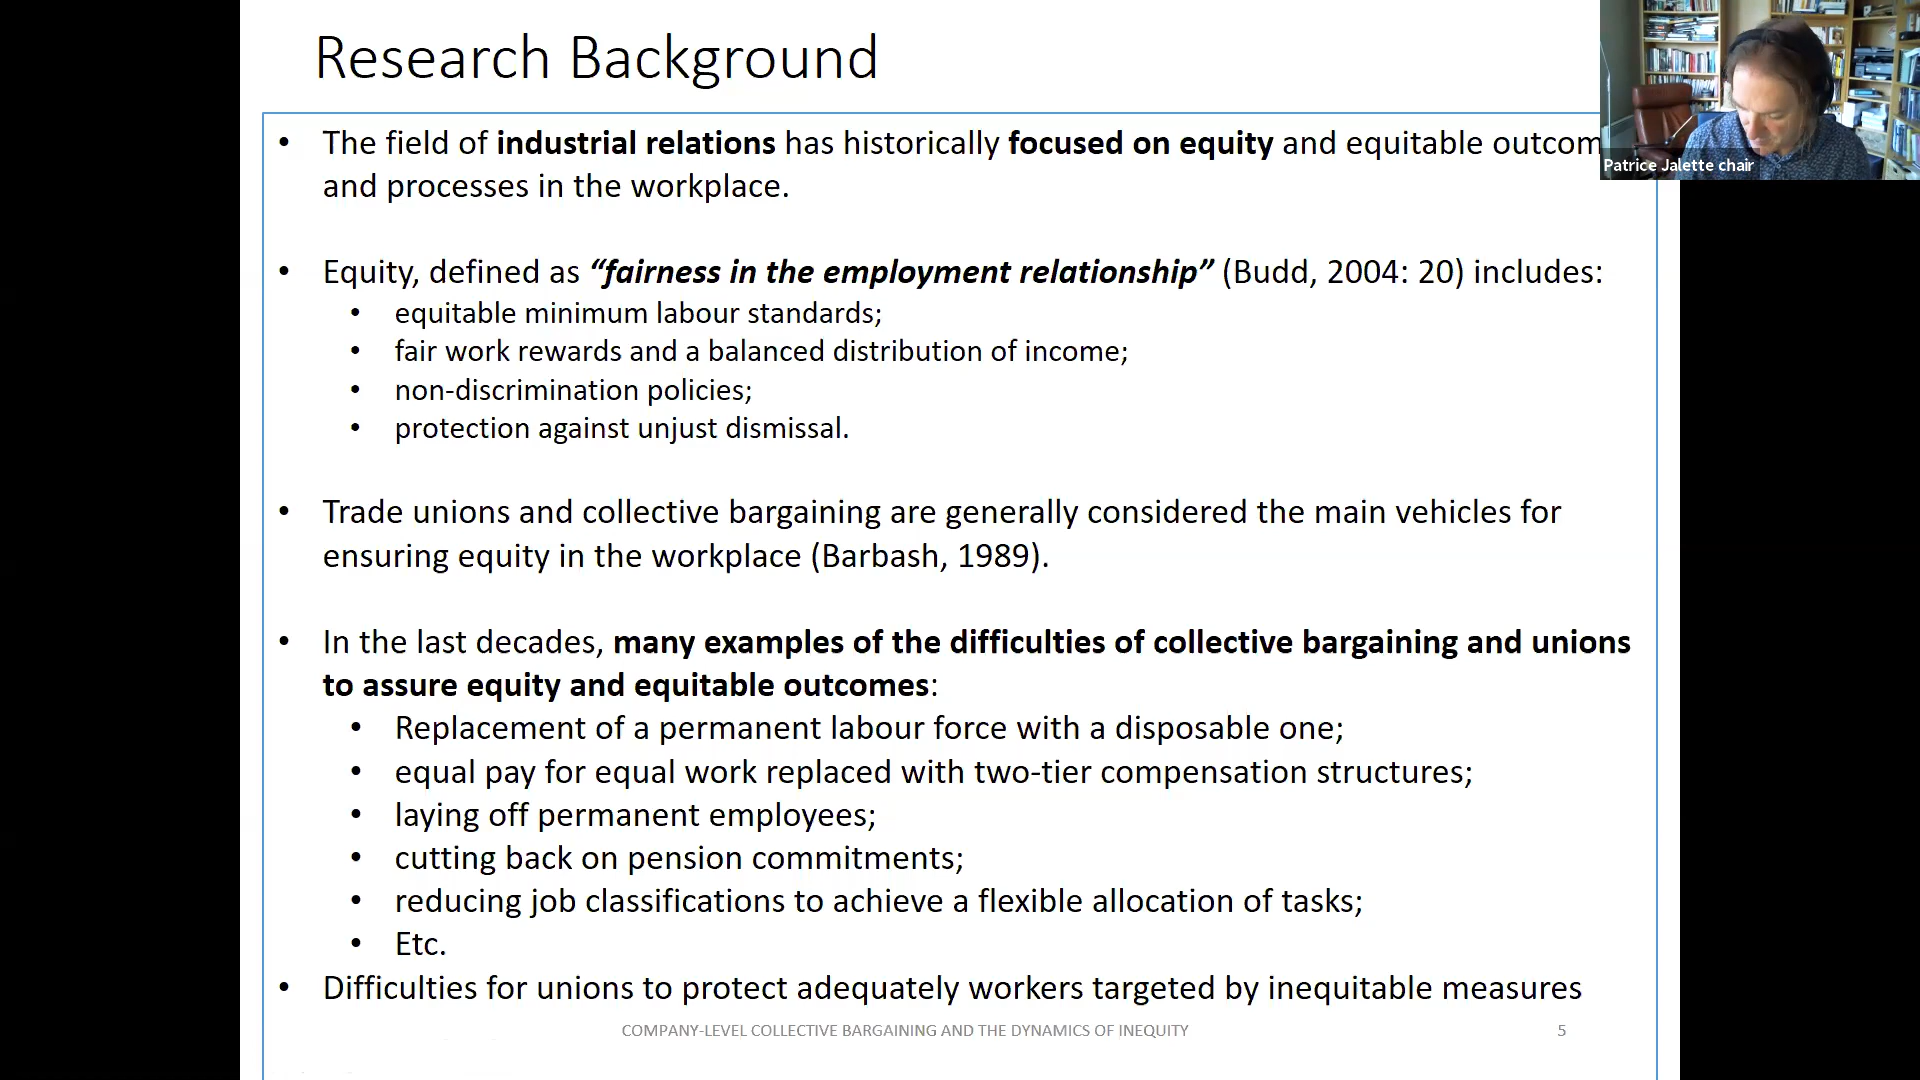 Research Background
• The field of industrial relations has historically focused on equity and equitable outcom
and processes in the workplace.
• Equity, defined as “fairness in the employment relationship” (Budd, 2004: 20) includes:
• equitable minimum labour standards;
• fair work rewards and a balanced distribution of income;
• non-discrimination policies;
• protection against unjust dismissal.
• Trade unions and collective bargaining are generally considered the main vehicles for
ensuring equity in the workplace (Barbash, 1989).
• In the last decades, many examples of the difficulties of collective bargaining and unions
to assure equity and equitable outcomes:
• Replacement of a permanent labour force with a disposable one;
• equal pay for equal work replaced with two-tier compensation structures;
• laying off permanent employees;
• cutting back on pension commitments;
• reducing job classifications to achieve a flexible allocation of tasks;
• Etc.
• Difficulties for unions to protect adequately workers targeted by inequitable measures
COMPANY-LEVEL COLLECTIVE BARGAINING AND THE DYNAMICS OF INEQUITY 5
Patrice Jalette chair